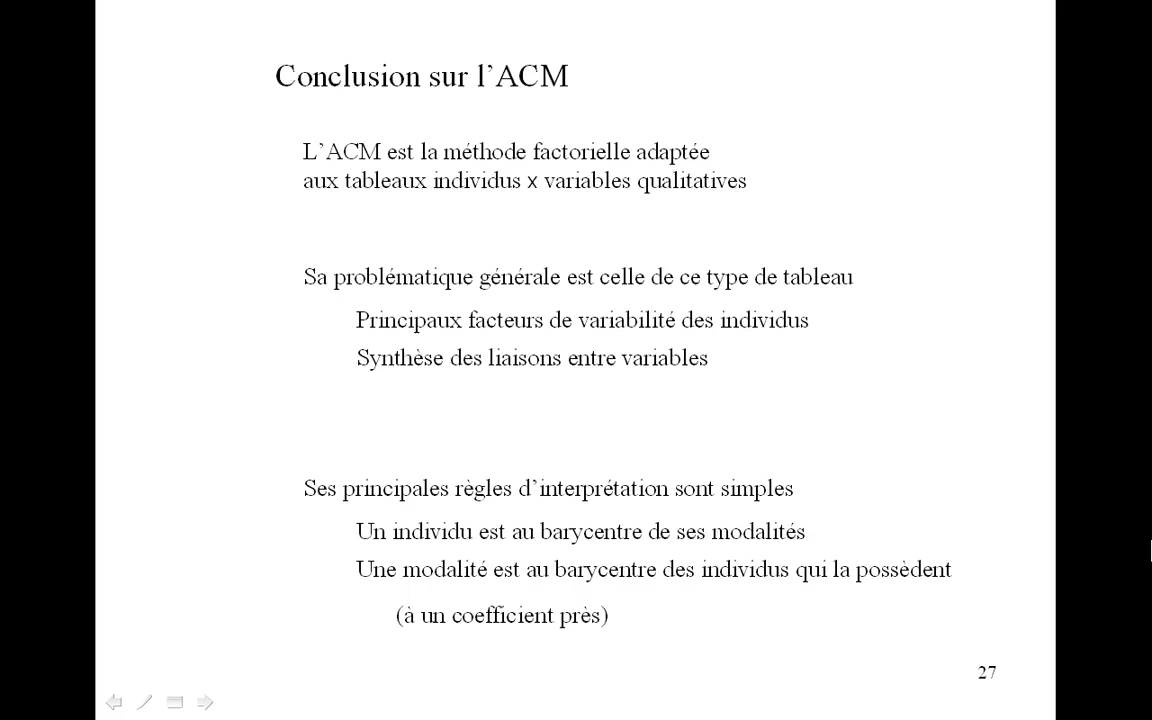 Conclusion sur l’ACM
L’ACM est la méthode factorielle adaptée
aux tableaux individus x variables qualitatives
Sa problématique générale est celle de ce type de tableau
Principaux facteurs de variabilité des individus
Synthèse des liaisons entre variables
Ses principales règles d’interprétation sont simples
Un individu est au barycentre de ses modalités
Une modalité est au barycentre des individus qui la possèdent
(à un coefficient près)
27